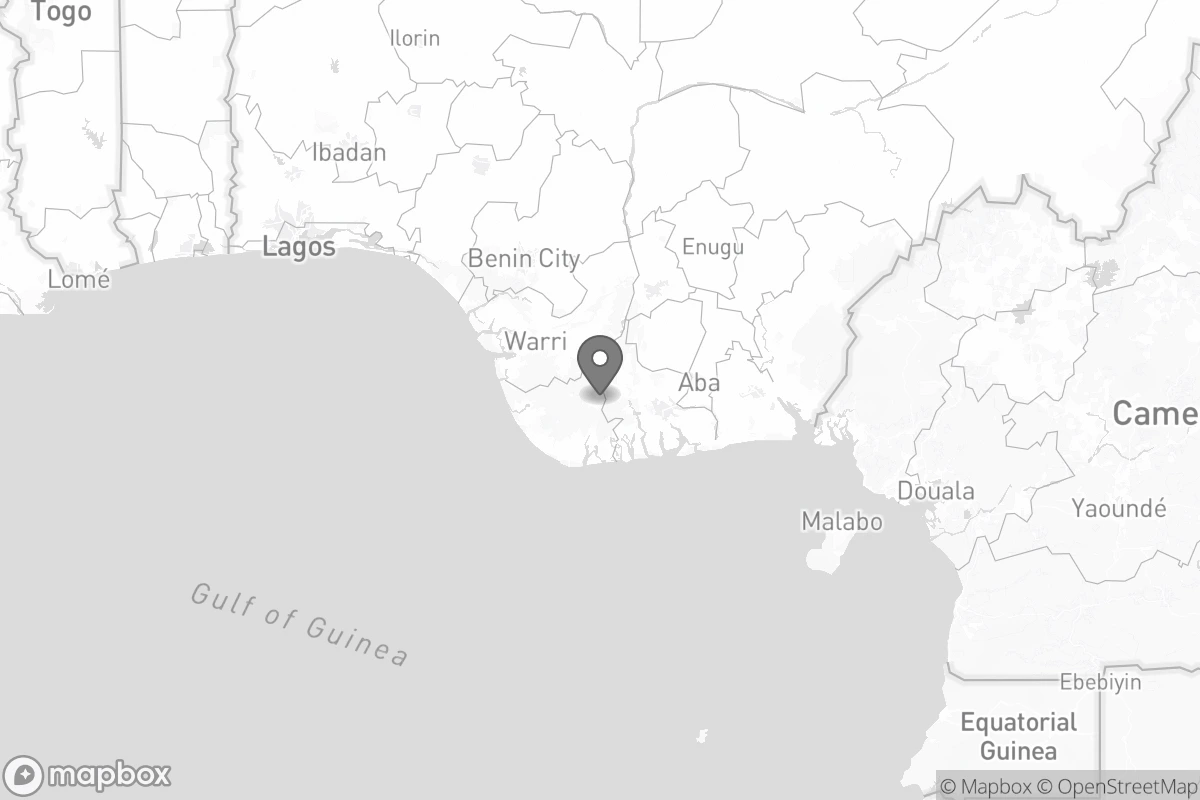 Togo
Ilorin
Ibadan
Enugu
Lagos
Benin City
Lomé
Warri
Aba
Came
Douala
Yaoundé
Malabo
Gulf of Guinea
Ebebiyin
Equatorial
Guinea
mapbox
© Mapbox © OpenStreetMap